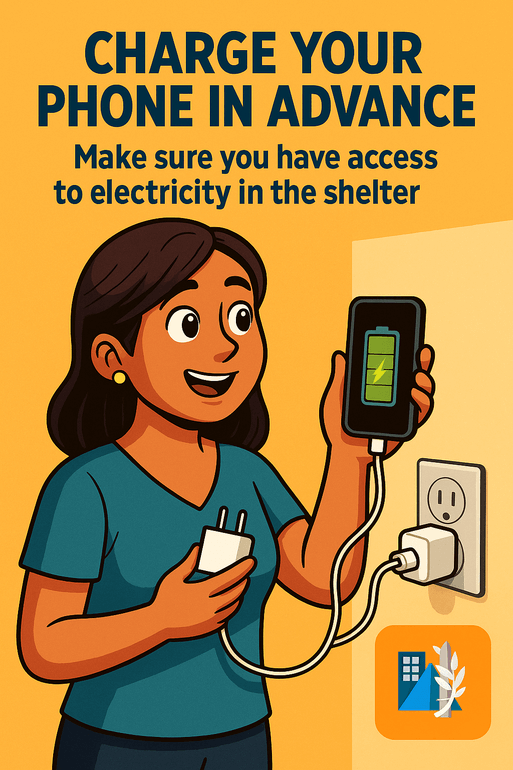 CHARGE YOUR
PHONE IN ADVANCE
Make sure you have access
to electricity in the shelter